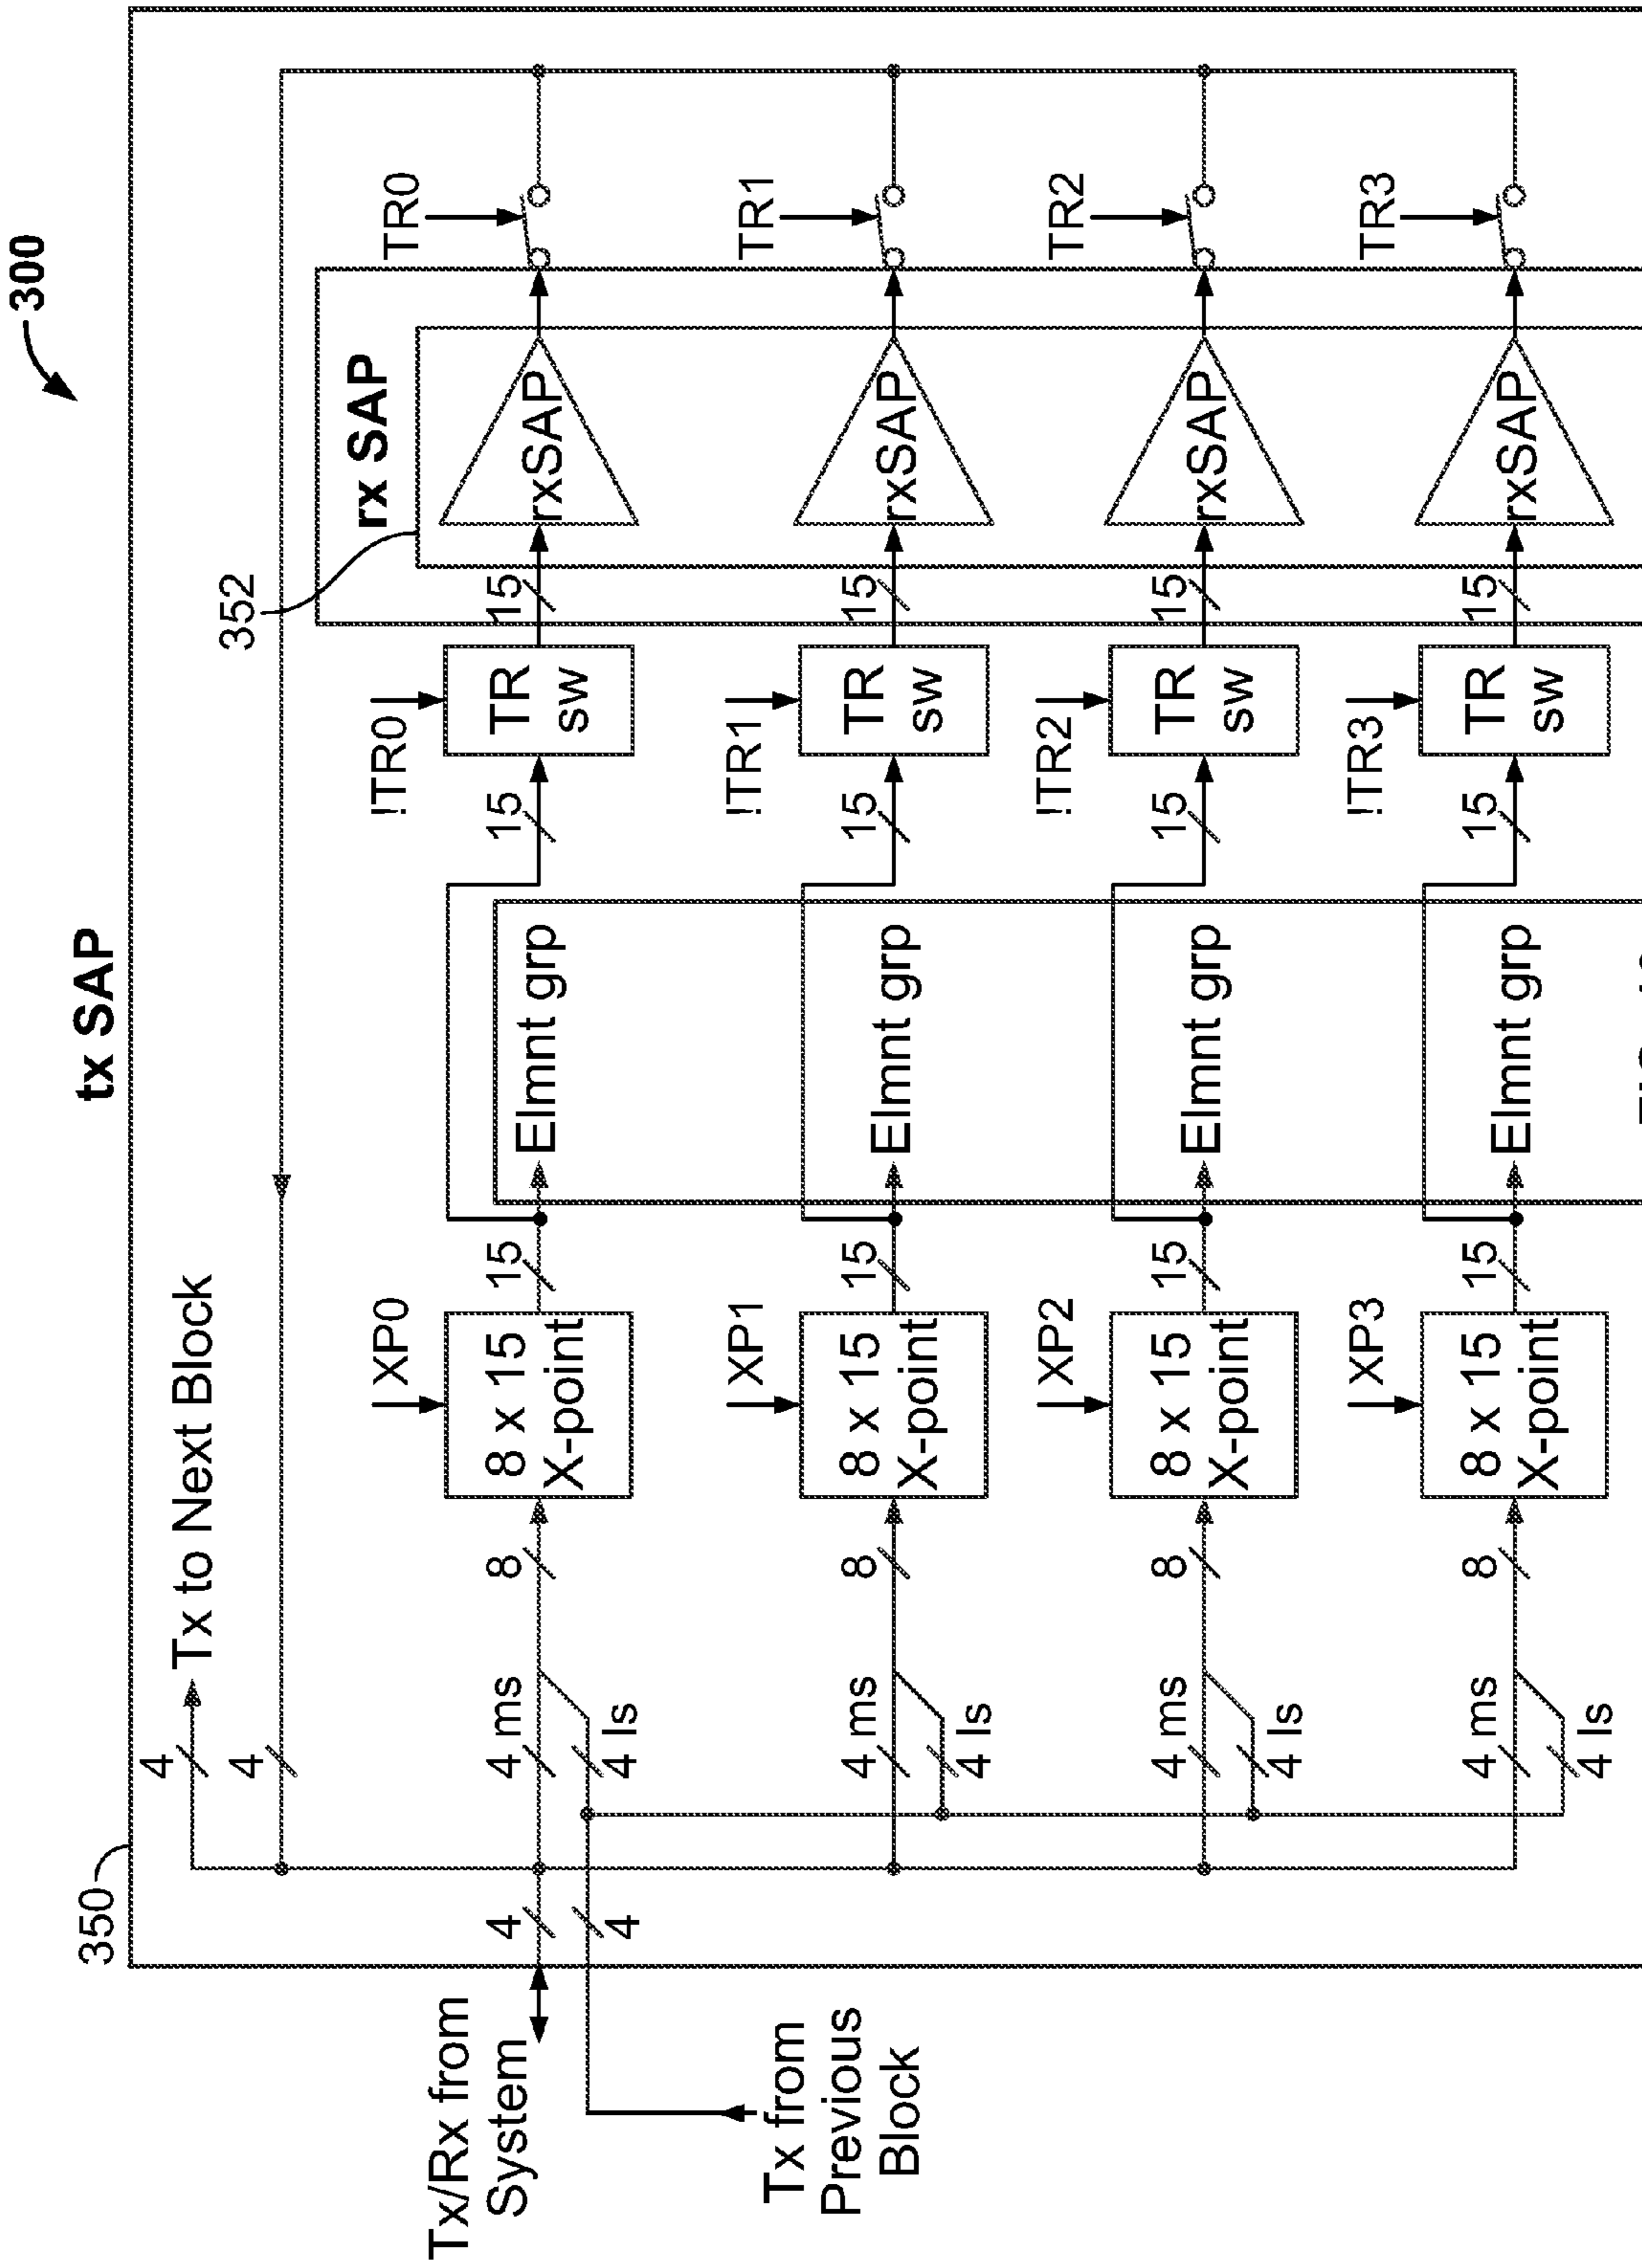 300
tx SAP
350
Tx to Next Block
4
4
352
rx SAP
Tx/Rx from
System
4
4
Tx from
Previous
Block
4 ms
4 ls
8
XP0
8 x 15
X-point
15
Elmnt grp
15
!TR0
TR
sw
15
rxSAP
TR0
4 ms
4 ls
8
XP1
8 x 15
X-point
15
Elmnt grp
15
!TR1
TR
sw
15
rxSAP
TR1
4 ms
4 ls
8
XP2
8 x 15
X-point
15
Elmnt grp
15
!TR2
TR
sw
15
rxSAP
TR2
4 ms
4 ls
8
XP3
8 x 15
X-point
15
Elmnt grp
15
!TR3
TR
sw
15
rxSAP
TR3